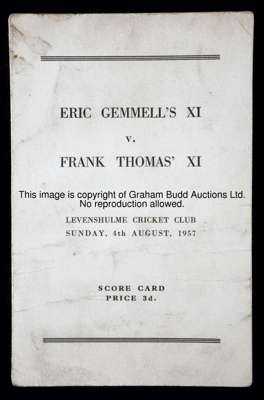 ERIC GEMMELL'S XI
v.
FRANK THOMAS' XI
This image is copyright of Graham Budd Auctions Ltd.
No reproduction allowed.
LEVENSHULME CRICKET CLUB
SUNDAY, 4th AUGUST, 1957
SCORE CARD
PRICE 3d.